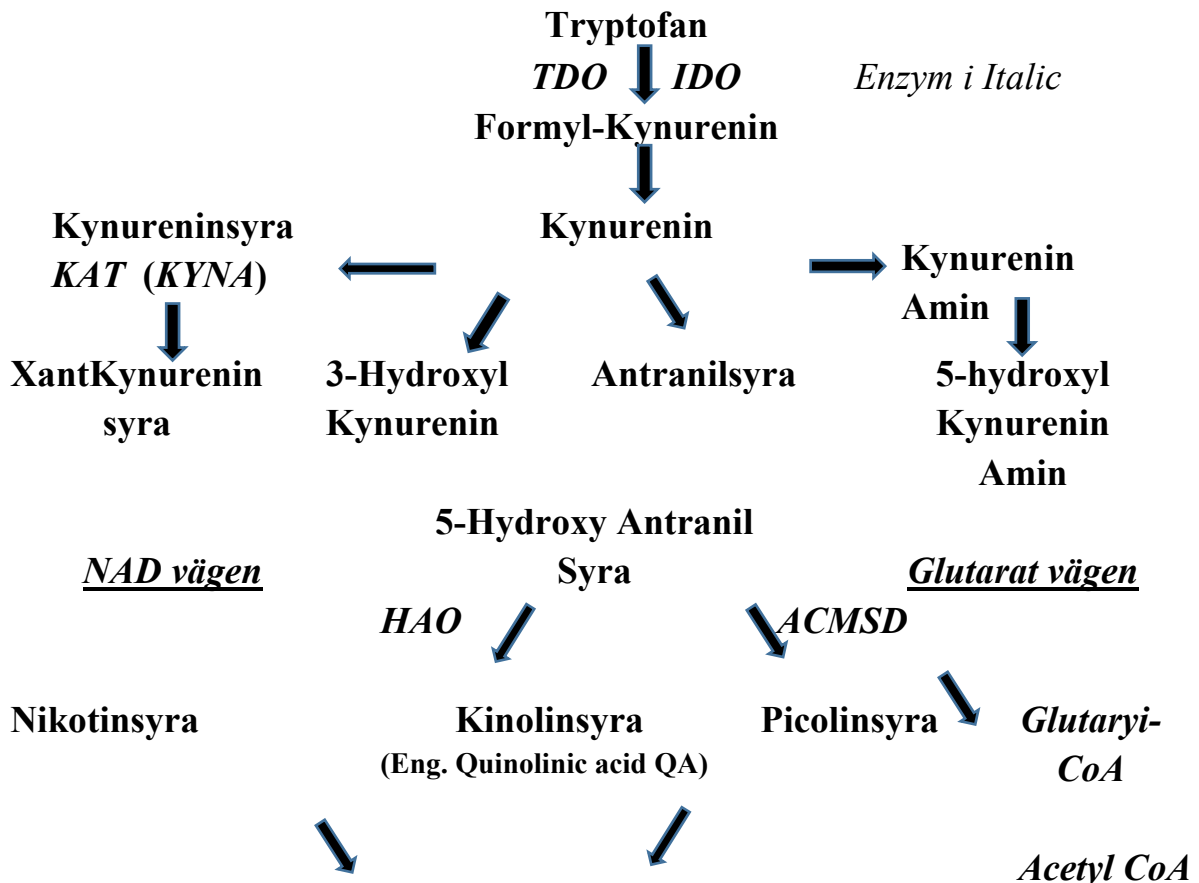 Tryptofan
TDO IDO Enzym i Italic
Formyl-Kynurenin
Kynureninsyra Kynurenin
KAT (KYNA) Kynurenin
Amin
XantKynurenin 3-Hydroxyl Antranilsyra 5-hydroxyl
syra Kynurenin Kynurenin
Amin
5-Hydroxy Antranil
NAD vägen Syra Glutarat vägen
HAO ACMSD
Nikotinsyra Kinolinsyra Picolinsyra Glutaryi-
(Eng. Quinolinic acid QA) CoA
Acetyl CoA